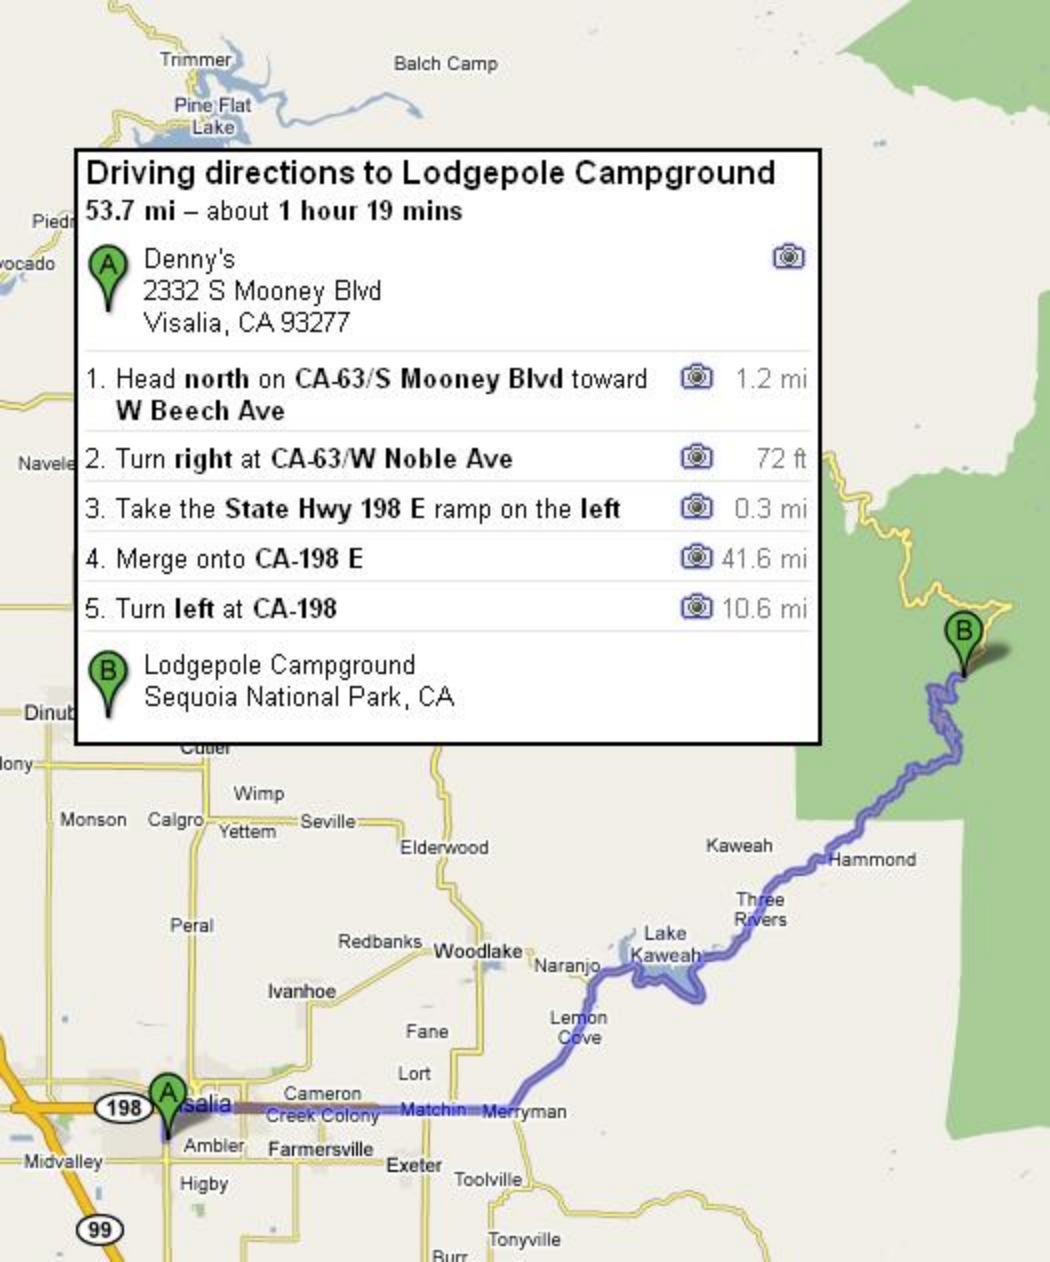 Trimmer
Balch Camp
Pine Flat
Lake
Driving directions to Lodgepole Campground
53.7 mi – about 1 hour 19 mins
A
Denny's
2332 S Mooney Blvd
Visalia, CA 93277
1. Head north on CA-63/S Mooney Blvd toward 1.2 mi
W Beech Ave
2. Turn right at CA-63/W Noble Ave 72 ft
3. Take the State Hwy 198 E ramp on the left 0.3 mi
4. Merge onto CA-198 E 41.6 mi
5. Turn left at CA-198 10.6 mi
B
Lodgepole Campground
Sequoia National Park, CA
B
Piedr
vocado
Navele
Dinub
Cutler
lony
Wimp
Monson
Calgro
Yettem
Seville
Elderwood
Kaweah
Hammond
Three
Rivers
Peral
Redbanks
Woodlake
Lake
Kaweah
Naranjo
Ivanhoe
Lemon
Cove
Fane
Lort
A
198
isalia
Cameron
Creek Colony
Matchin
Merryman
Ambler
Farmersville
Midvalley
Exeter
Higby
Toolville
99
Tonyville
Burr